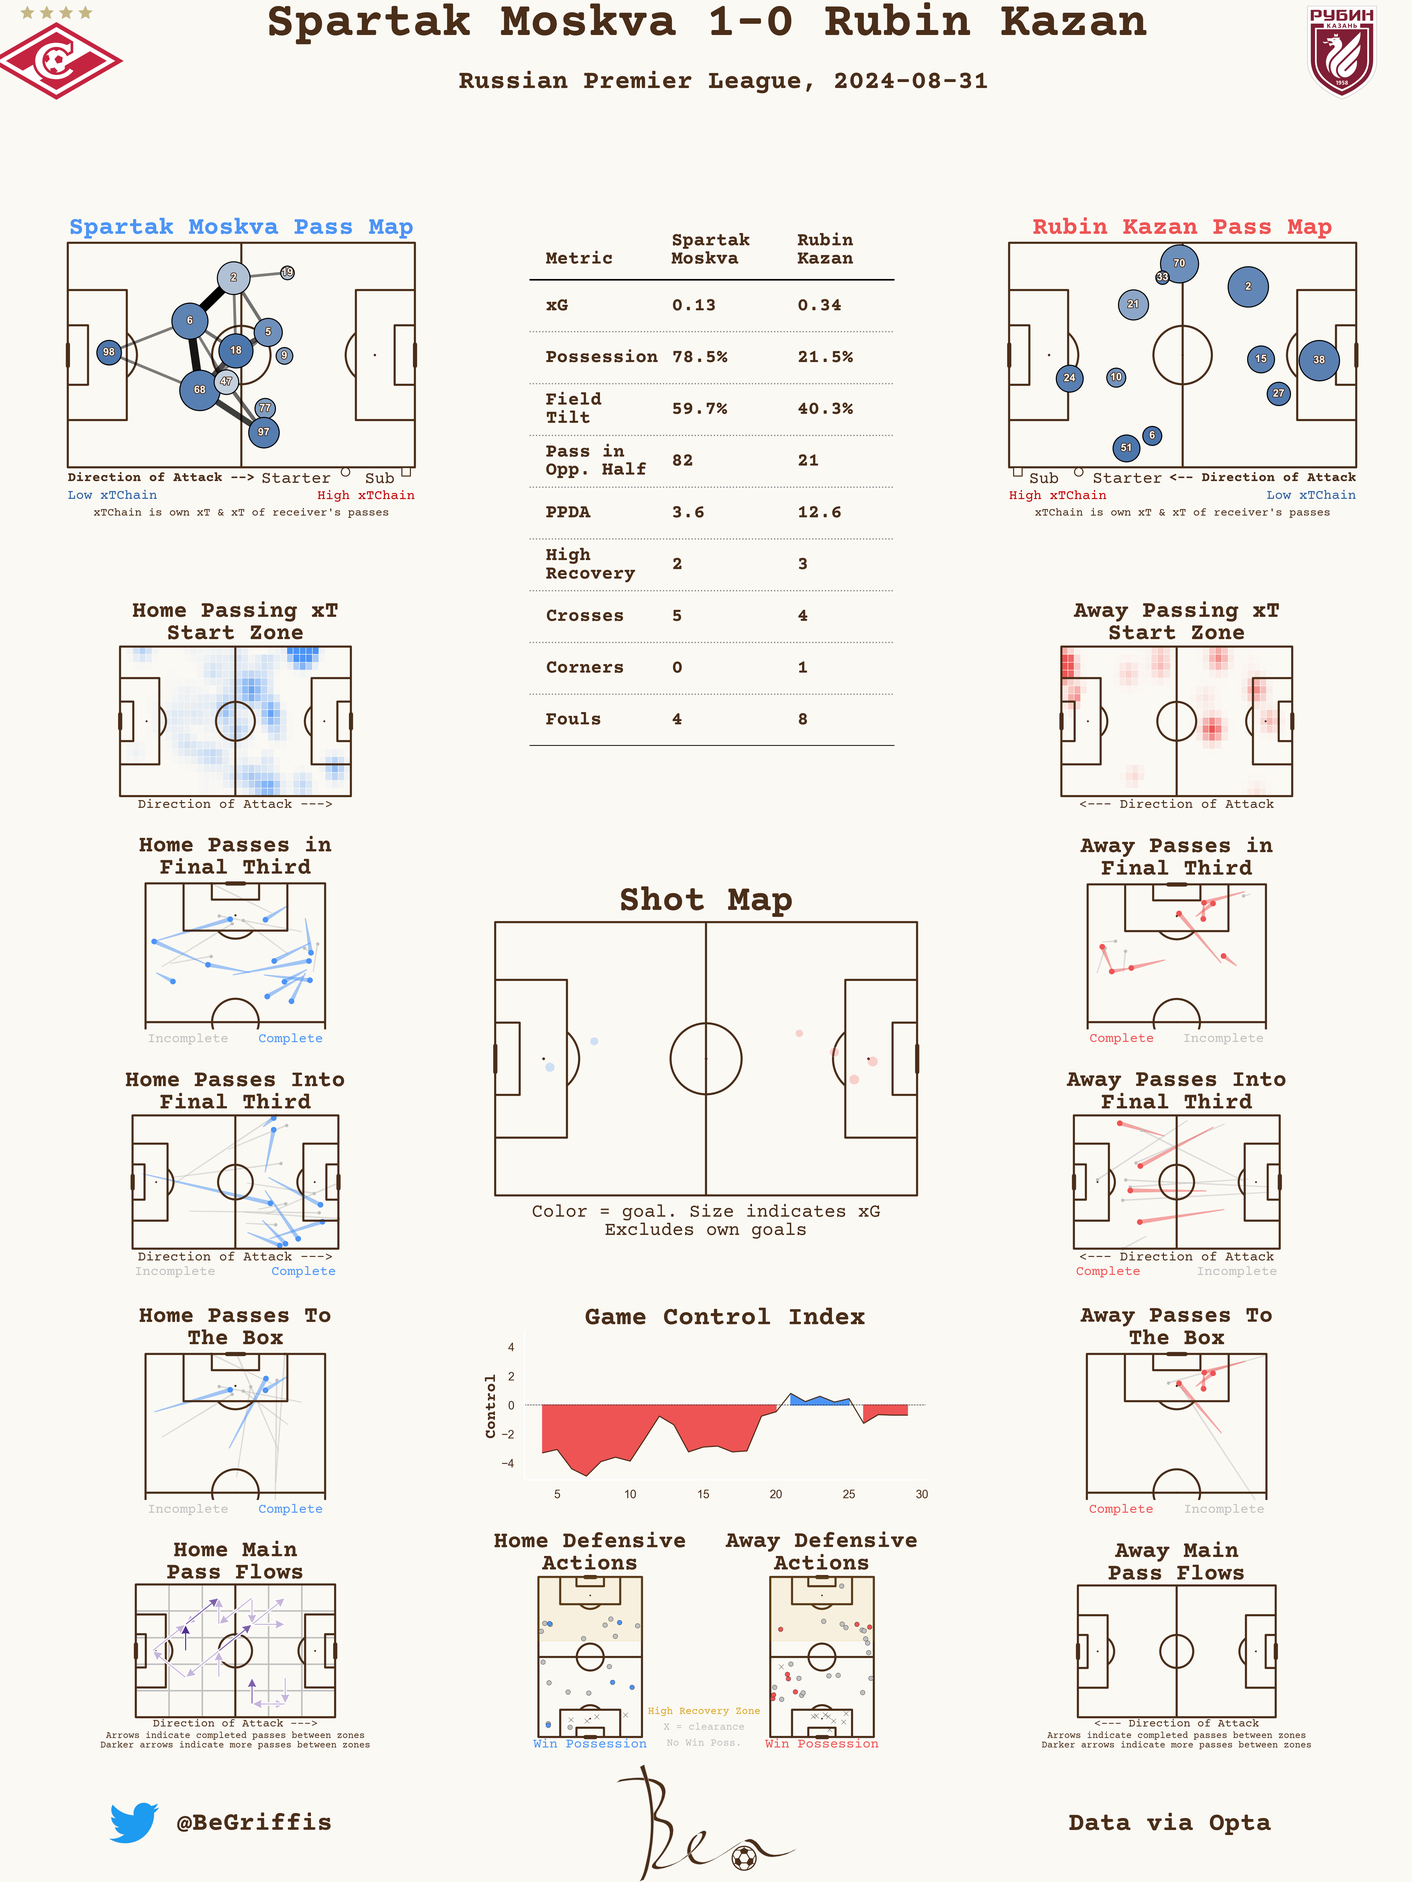 Spartak Moskva 1-0 Rubin Kazan
Russian Premier League, 2024-08-31
РУБИН
КАЗАНЬ
1958
Spartak Moskva Pass Map
2
19
6
5
98
18
9
47
68
77
97
Direction of Attack --> Starter Sub
Low xTChain High xTChain
xTChain is own xT & xT of receiver's passes
Metric Spartak Moskva Rubin Kazan
xG 0.13 0.34
Possession 78.5% 21.5%
Field Tilt 59.7% 40.3%
Pass in Opp. Half 82 21
PPDA 3.6 12.6
High Recovery 2 3
Crosses 5 4
Corners 0 1
Fouls 4 8
Rubin Kazan Pass Map
70
33
2
21
15
38
24
10
27
6
51
Sub Starter <-- Direction of Attack
High xTChain Low xTChain
xTChain is own xT & xT of receiver's passes
Home Passing xT
Start Zone
Direction of Attack --->
Away Passing xT
Start Zone
<--- Direction of Attack
Home Passes in
Final Third
Incomplete Complete
Shot Map
Color = goal. Size indicates xG
Excludes own goals
Away Passes in
Final Third
Complete Incomplete
Home Passes Into
Final Third
Direction of Attack --->
Incomplete Complete
Away Passes Into
Final Third
<--- Direction of Attack
Complete Incomplete
Home Passes To
The Box
Incomplete Complete
Game Control Index
Control
4
2
0
−2
−4
5 10 15 20 25 30
Away Passes To
The Box
Complete Incomplete
Home Main
Pass Flows
Direction of Attack --->
Arrows indicate completed passes between zones
Darker arrows indicate more passes between zones
Home Defensive
Actions
Win Possession
High Recovery Zone
X = clearance
No Win Poss.
Away Defensive
Actions
Win Possession
Away Main
Pass Flows
<--- Direction of Attack
Arrows indicate completed passes between zones
Darker arrows indicate more passes between zones
@BeGriffis
Ben
Data via Opta